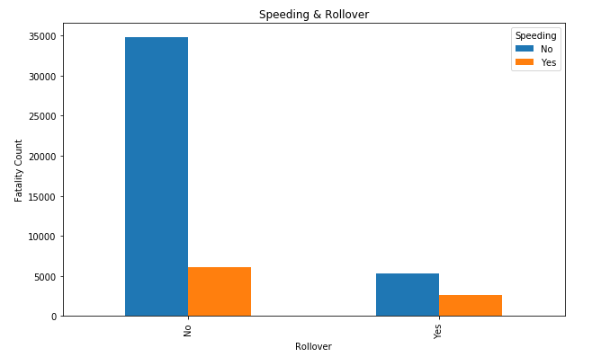 Speeding & Rollover
Speeding
No
Yes
35000
30000
25000
20000
15000
10000
5000
0
Fatality Count
No
Yes
Rollover